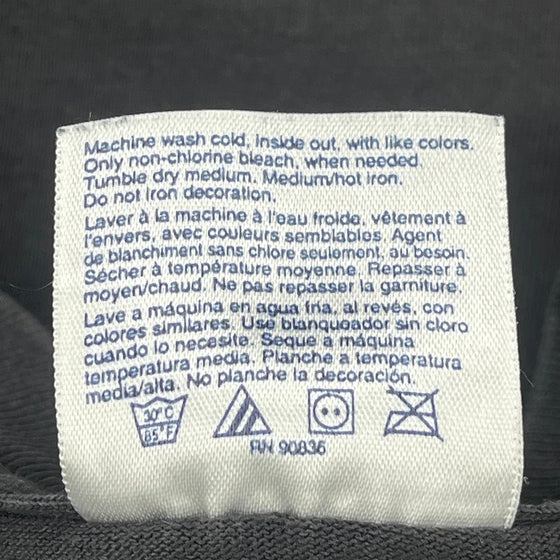 Machine wash cold, inside out, with like colors.
Only non-chlorine bleach, when needed.
Tumble dry medium. Medium/hot iron.
Do not iron decoration.
Laver à la machine à l'eau froide, vêtement à
l'envers, avec couleurs semblables. Agent
de blanchiment sans chlore seulement, au besoin.
Sécher à température moyenne. Repasser à
moyen/chaud. Ne pas repasser la garniture.
Lave a máquina en agua fria, al revés, con
colores similares. Use blanqueador sin cloro
cuando lo necesite. Seque a máquina
temperatura media. Planche a temperatura
media/alta. No planche la decoración.
30°C
85°F
RN 90836